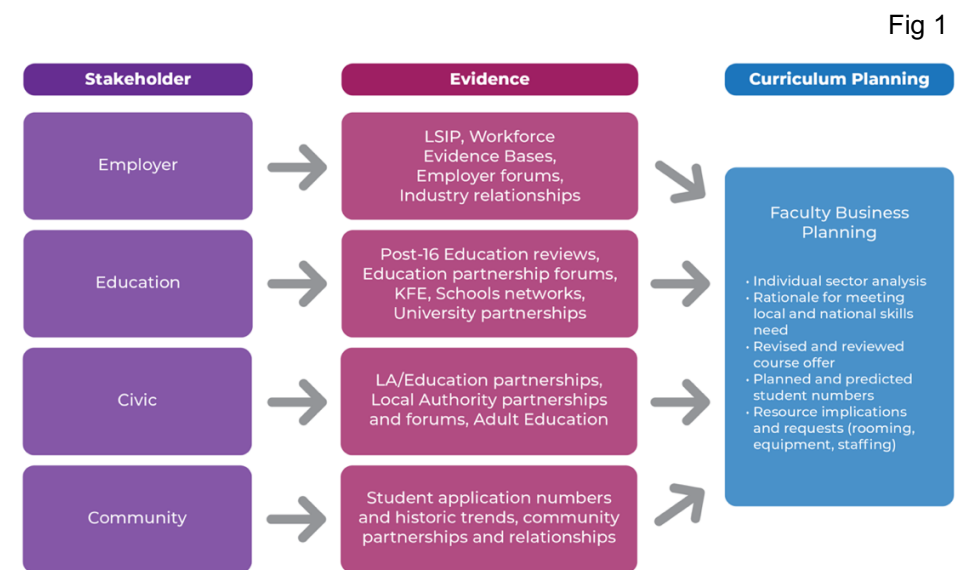 Fig 1
Stakeholder
Evidence
Curriculum Planning
Employer
LSIP, Workforce
Evidence Bases,
Employer forums,
Industry relationships
Education
Post-16 Education reviews,
Education partnership forums,
KFE, Schools networks,
University partnerships
Civic
LA/Education partnerships,
Local Authority partnerships
and forums, Adult Education
Community
Student application numbers
and historic trends, community
partnerships and relationships
Faculty Business
Planning
• Individual sector analysis
• Rationale for meeting
local and national skills
need
• Revised and reviewed
course offer
• Planned and predicted
student numbers
• Resource implications
and requests (rooming,
equipment, staffing)